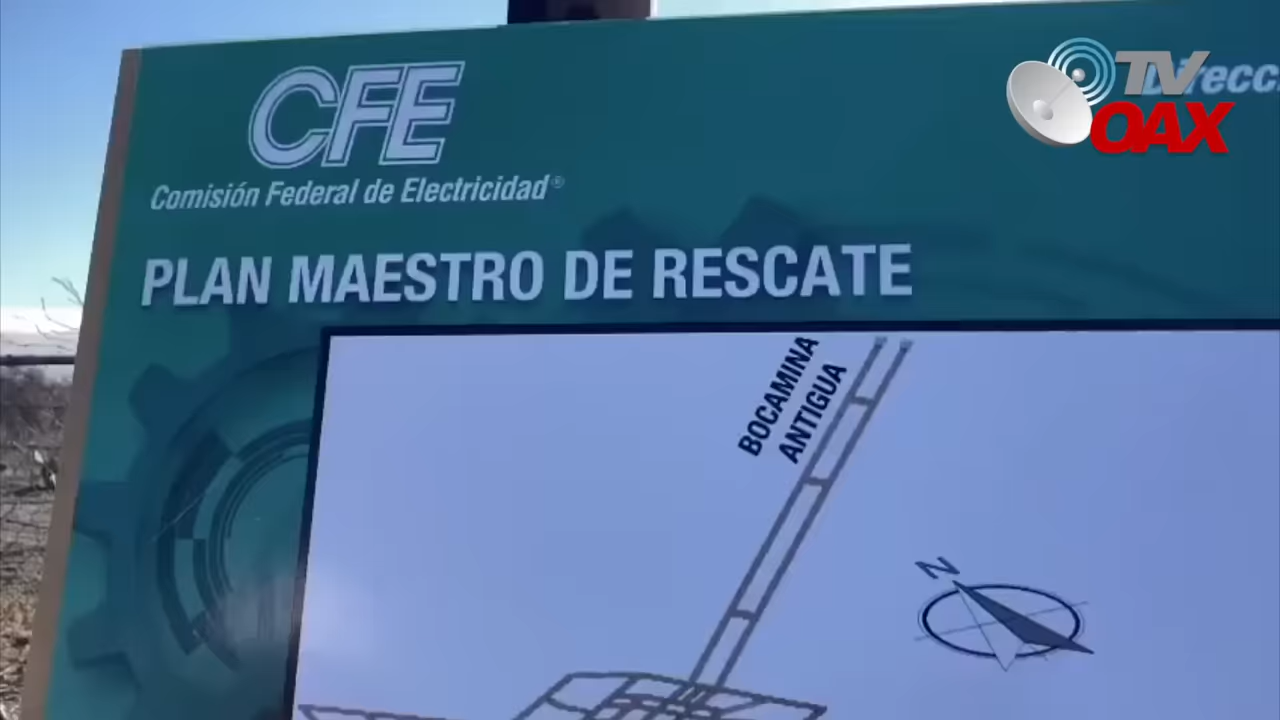 CFE
Comisión Federal de Electricidad®
PLAN MAESTRO DE RESCATE
BOCAMINA
ANTIGUA
N
TV
OAX